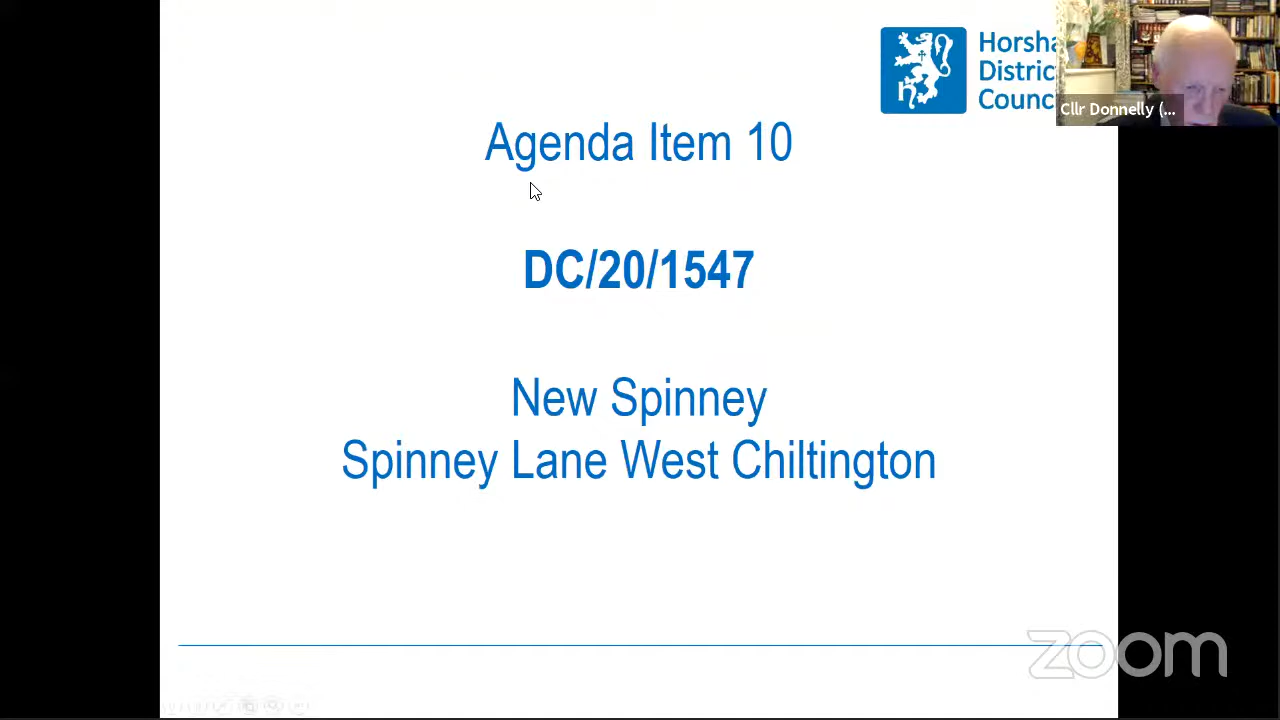 Horsha
Distric
Counc
Cllr Donnelly (...
Agenda Item 10
DC/20/1547
New Spinney
Spinney Lane West Chiltington
zoom